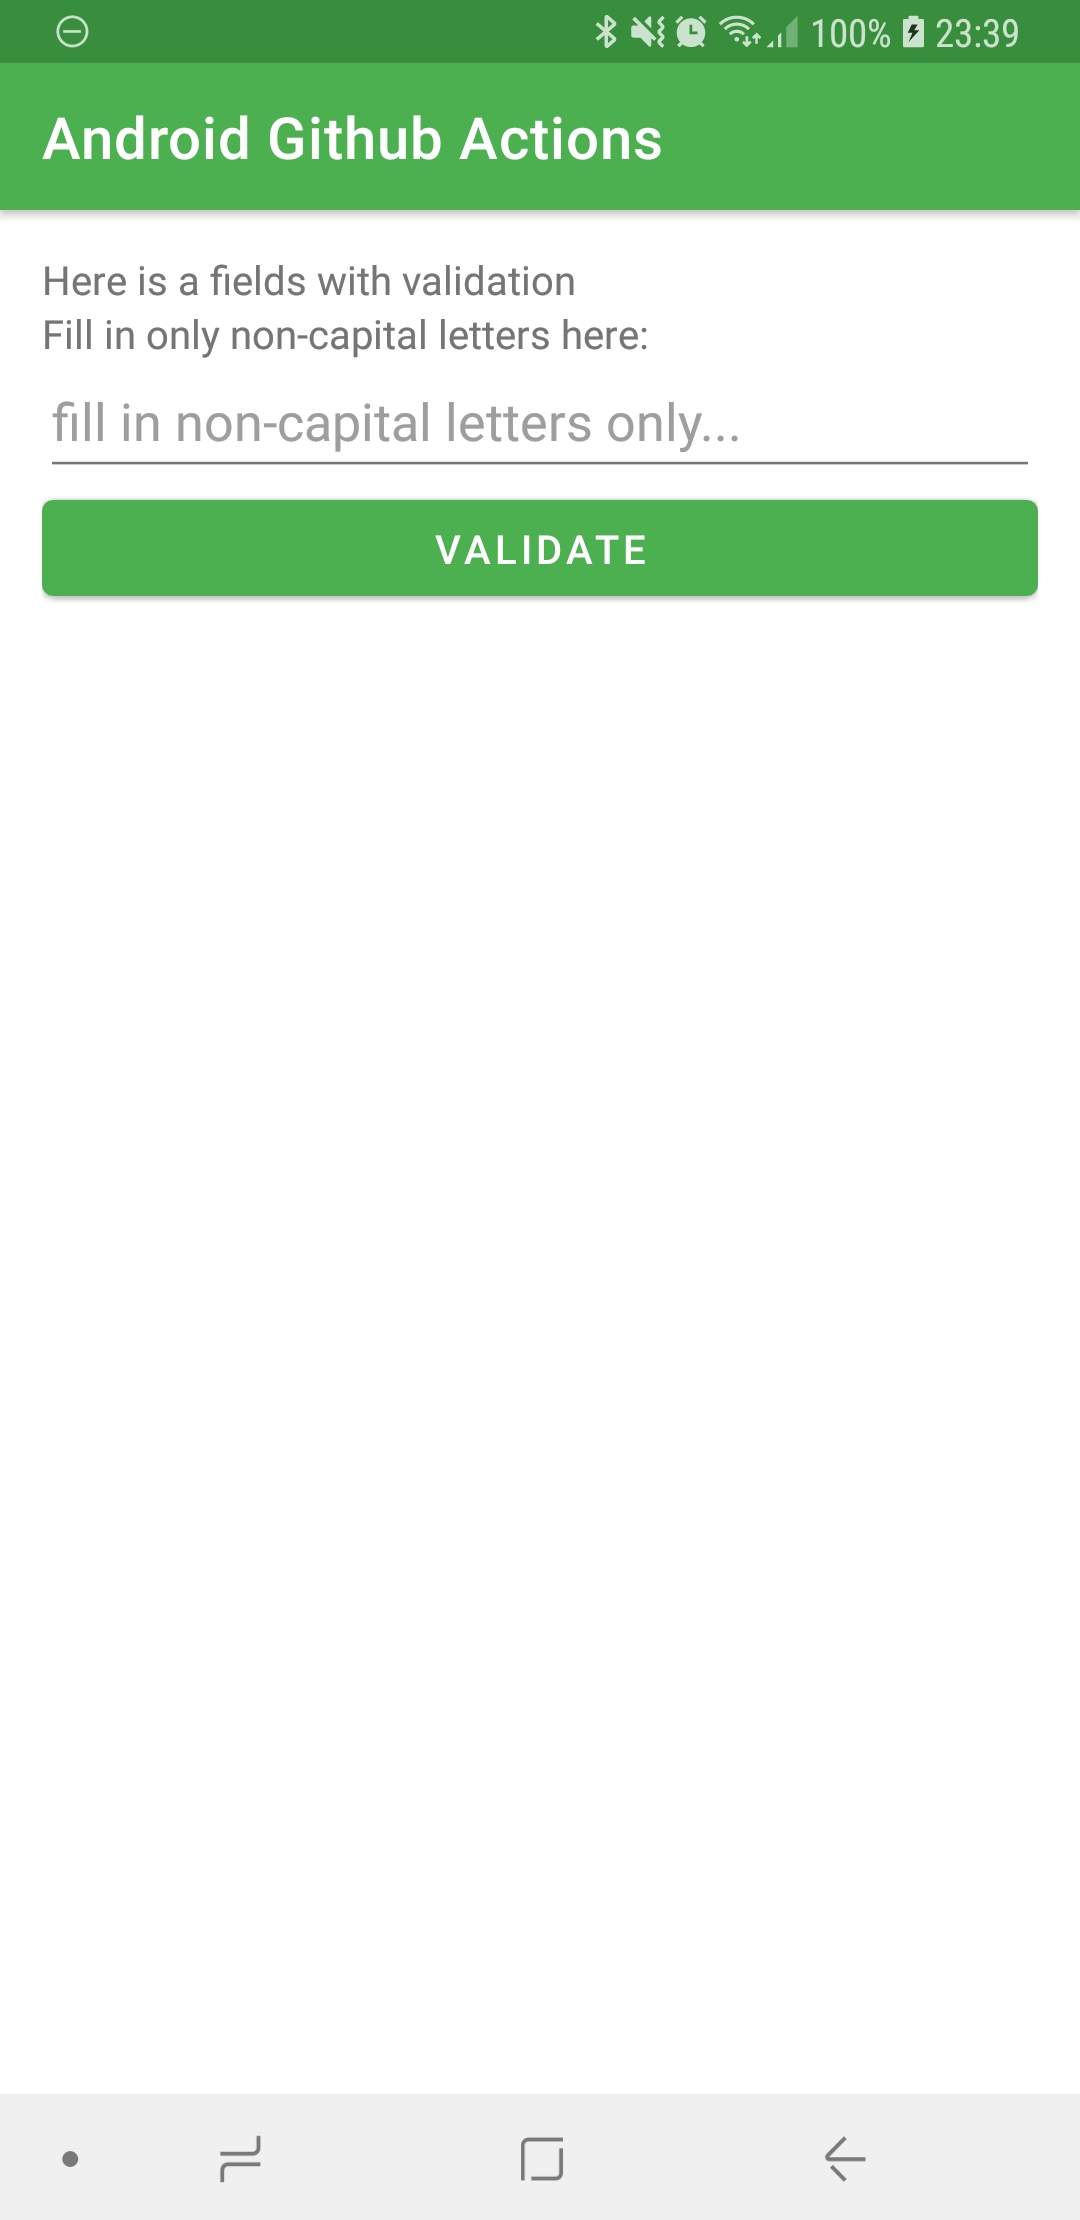 100% 23:39
Android Github Actions
Here is a fields with validation
Fill in only non-capital letters here:
fill in non-capital letters only...
VALIDATE